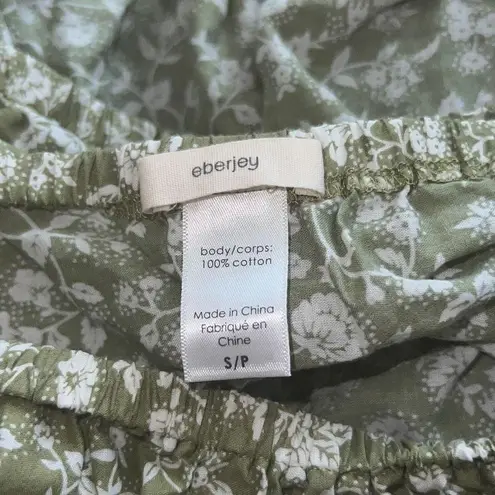 eberjey
body/corps:
100% cotton
Made in China
Fabriqué en
Chine
S/P